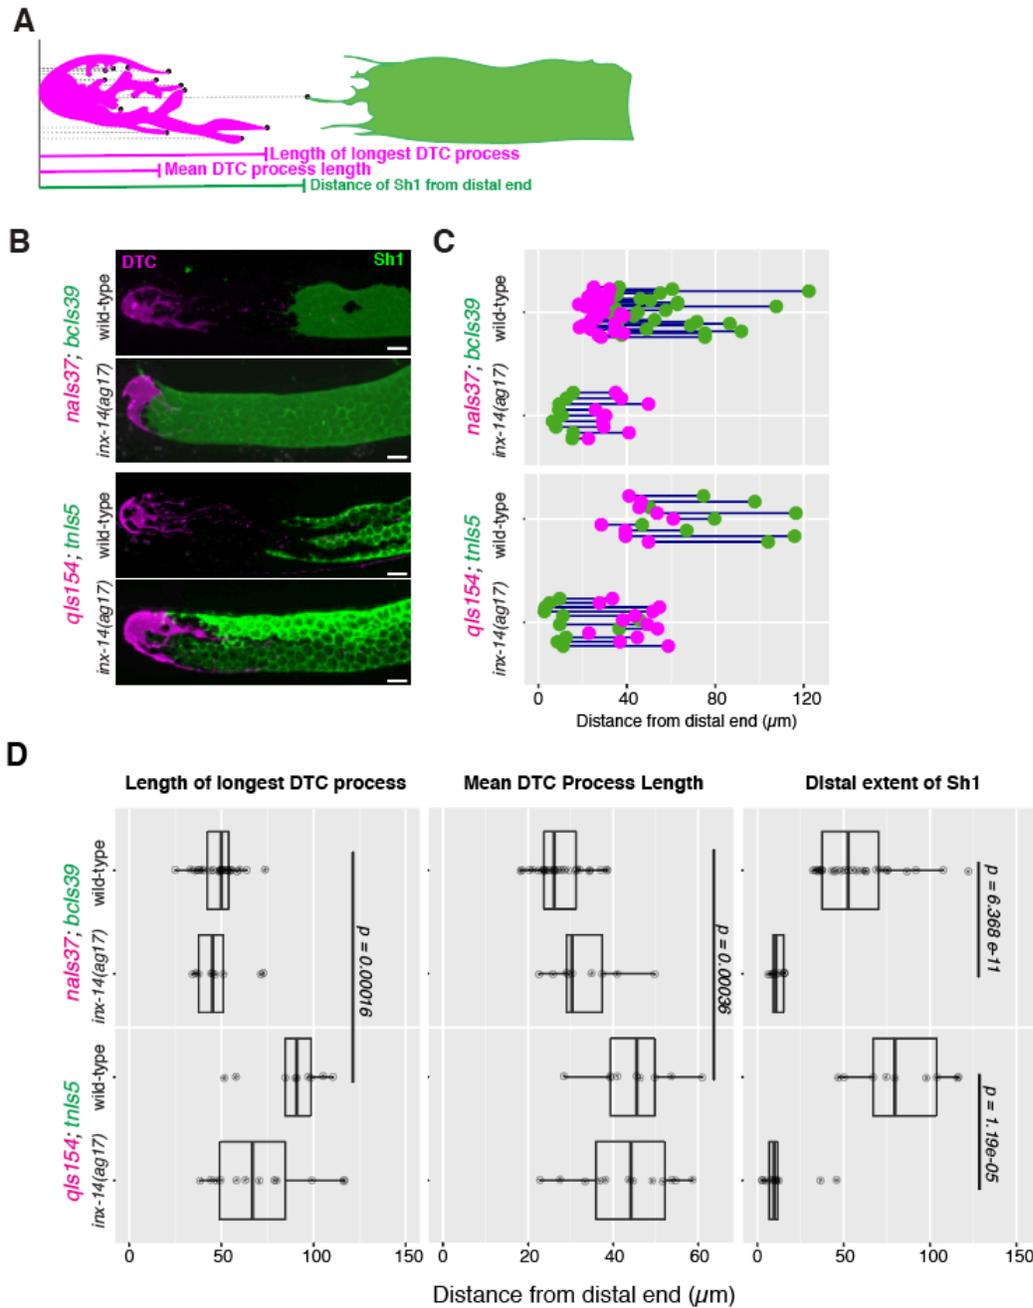 A
Length of longest DTC process
Mean DTC process length
Distance of Sh1 from distal end
B
DTC
Sh1
naIs37; bcIs39
wild-type
inx-14(ag17)
qIs154; tnIs5
wild-type
inx-14(ag17)
C
naIs37; bcIs39
wild-type
inx-14(ag17)
qIs154; tnIs5
wild-type
inx-14(ag17)
0 40 80 120
Distance from distal end (µm)
D
Length of longest DTC process
Mean DTC Process Length
Distal extent of Sh1
naIs37; bcIs39
wild-type
inx-14(ag17)
qIs154; tnIs5
wild-type
inx-14(ag17)
p = 0.00016
p = 0.00036
p = 6.368 e-11
p = 1.19e-05
0 50 100 150
0 20 40 60
0 50 100 150
Distance from distal end (µm)